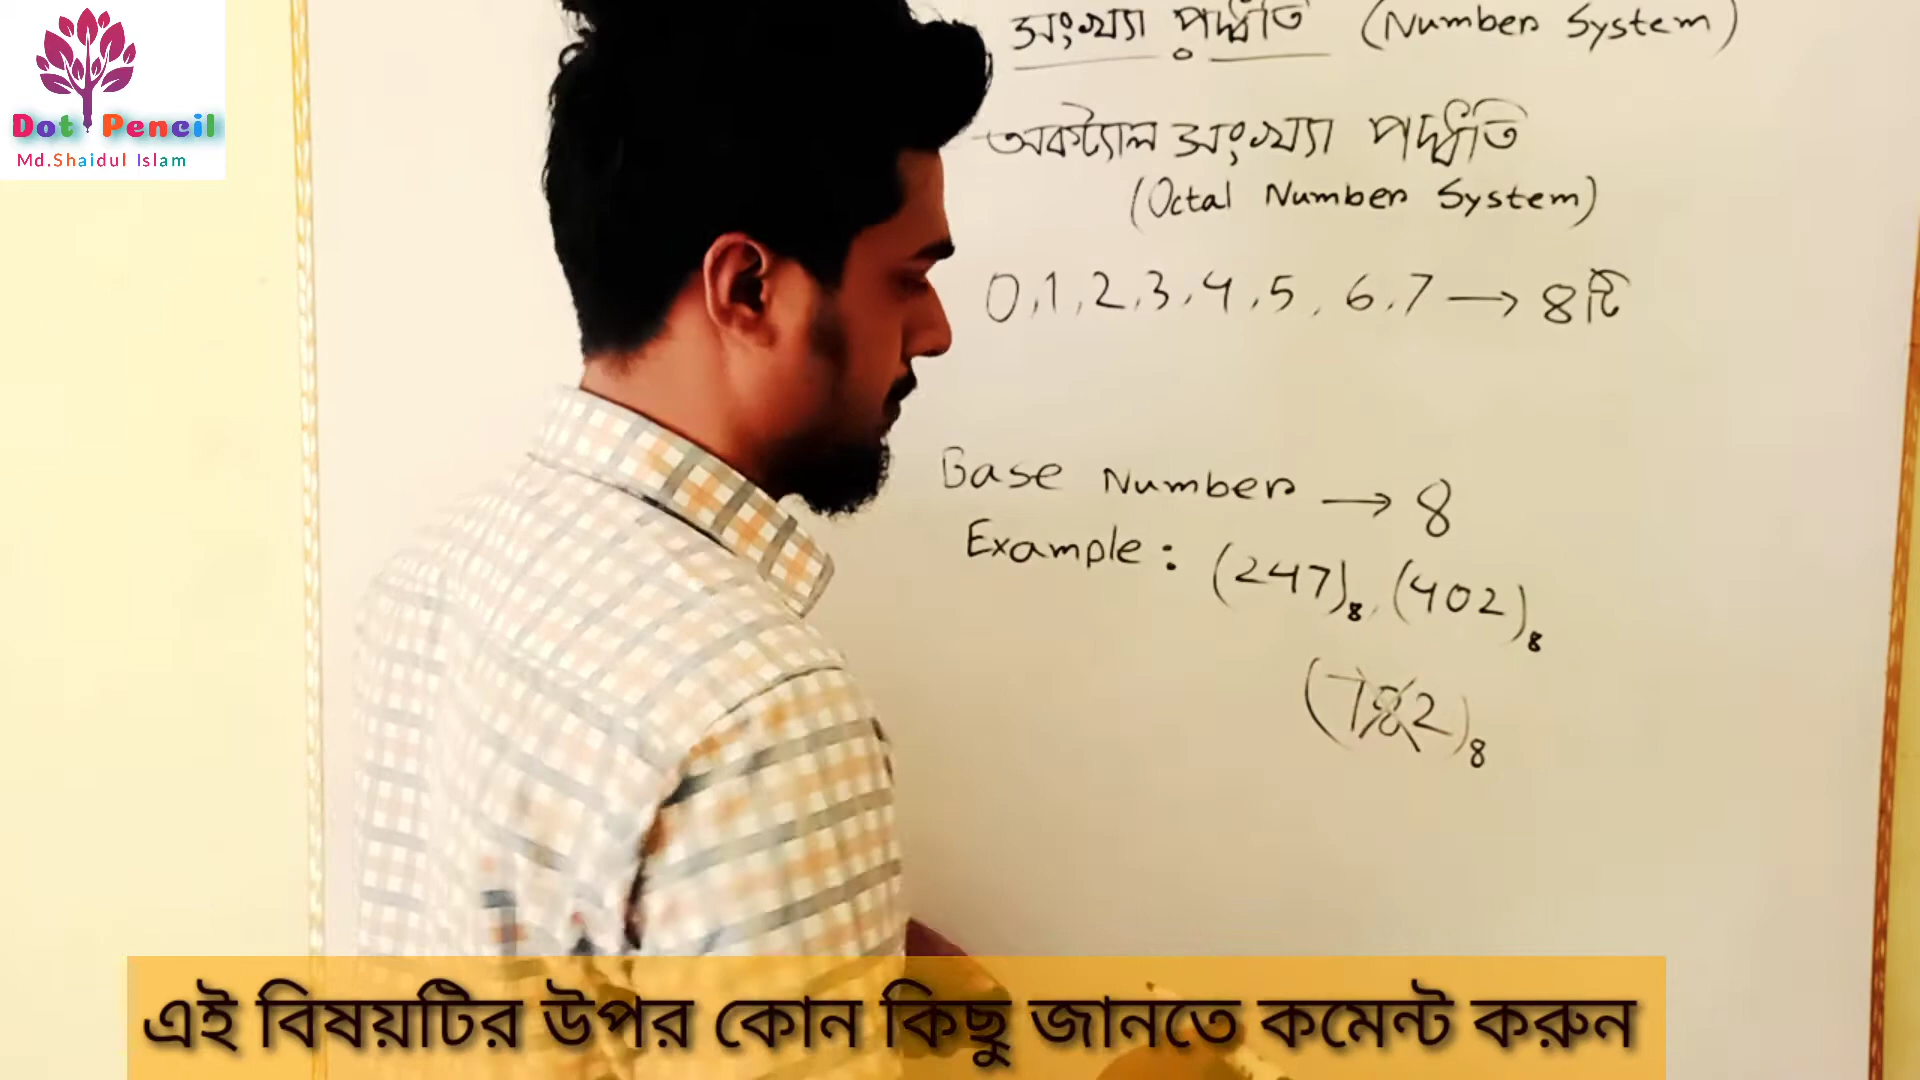 Dot Pencil
Md.Shaidul Islam
সংখ্যা পদ্ধতি (Number System)
অকট্যাল সংখ্যা পদ্ধতি
(Octal Number System)
0,1,2,3,4,5,6,7 → 8টি
Base Number → 8
Example: (247)8, (402)8
(782)8
এই বিষয়টির উপর কোন কিছু জানতে কমেন্ট করুন